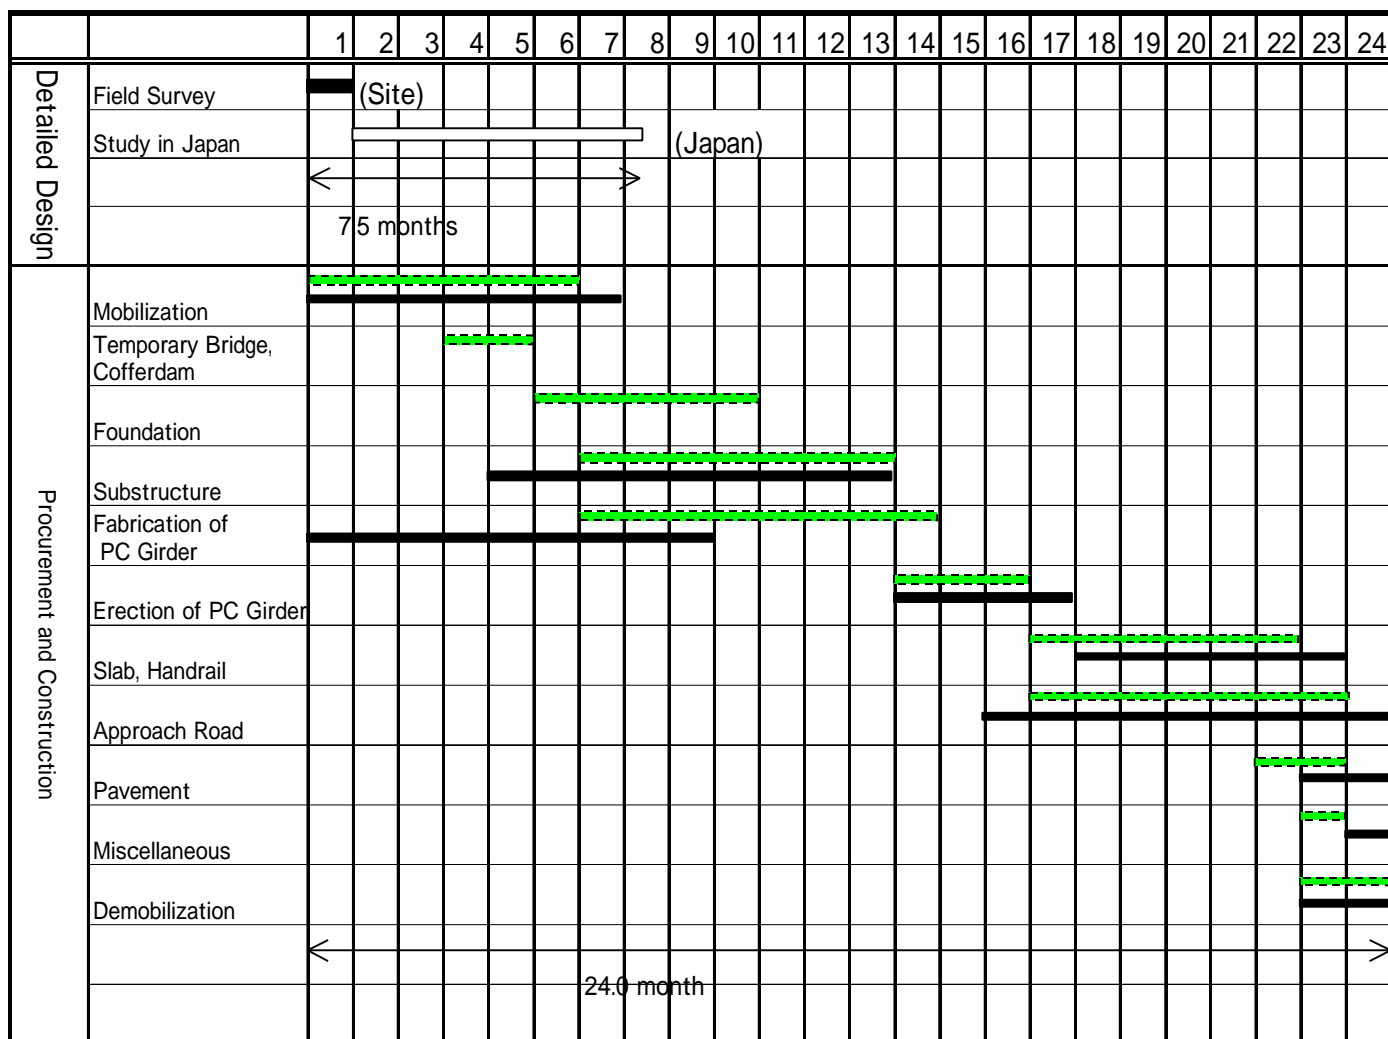 1 2 3 4 5 6 7 8 9 10 11 12 13 14 15 16 17 18 19 20 21 22 23 24
Detailed Design
Field Survey (Site)
Study in Japan (Japan)
7.5 months
Procurement and Construction
Mobilization
Temporary Bridge,
Cofferdam
Foundation
Substructure
Fabrication of
PC Girder
Erection of PC Girder
Slab, Handrail
Approach Road
Pavement
Miscellaneous
Demobilization
24.0 month